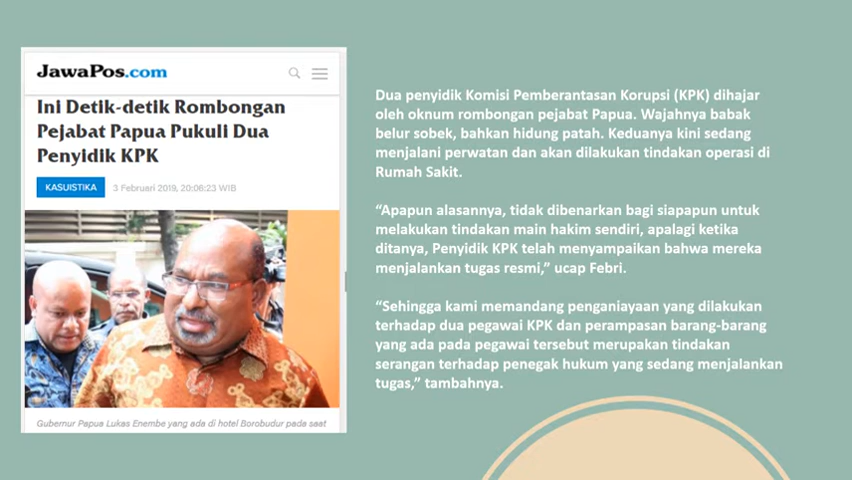 JawaPos.com
Ini Detik-detik Rombongan
Pejabat Papua Pukuli Dua
Penyidik KPK
KASUISTIKA
3 Februari 2019, 20:06:23 WIB
Gubernur Papua Lukas Enembe yang ada di hotel Borobudur pada saat
Dua penyidik Komisi Pemberantasan Korupsi (KPK) dihajar
oleh oknum rombongan pejabat Papua. Wajahnya babak
belur sobek, bahkan hidung patah. Keduanya kini sedang
menjalani perwatan dan akan dilakukan tindakan operasi di
Rumah Sakit.
“Apapun alasannya, tidak dibenarkan bagi siapapun untuk
melakukan tindakan main hakim sendiri, apalagi ketika
ditanya, Penyidik KPK telah menyampaikan bahwa mereka
menjalankan tugas resmi,” ucap Febri.
“Sehingga kami memandang penganiayaan yang dilakukan
terhadap dua pegawai KPK dan perampasan barang-barang
yang ada pada pegawai tersebut merupakan tindakan
serangan terhadap penegak hukum yang sedang menjalankan
tugas,” tambahnya.